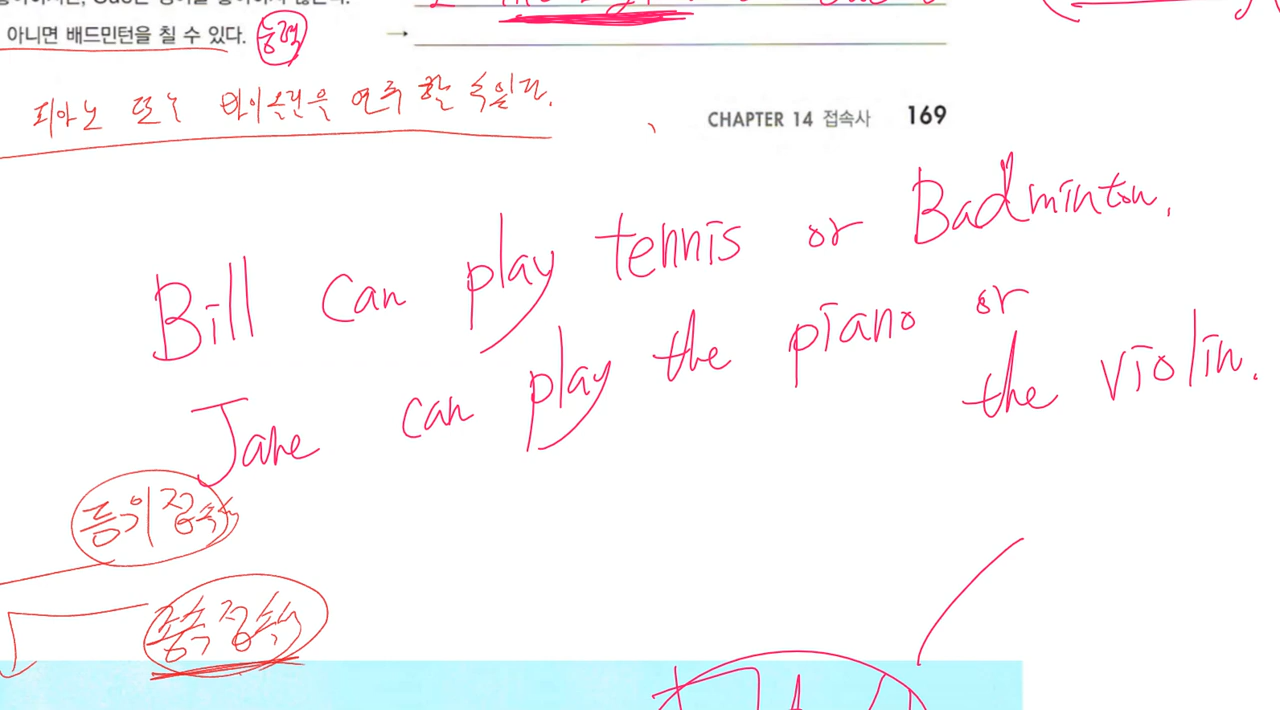 아니면 배드민턴을 칠 수 있다. 능력 →
피아노 또는 바이올린을 연주 할 수 있다.
CHAPTER 14 접속사 169
Bill can play tennis or Badminton.
Jane can play the piano or
the violin.
등위접속사
종속접속사